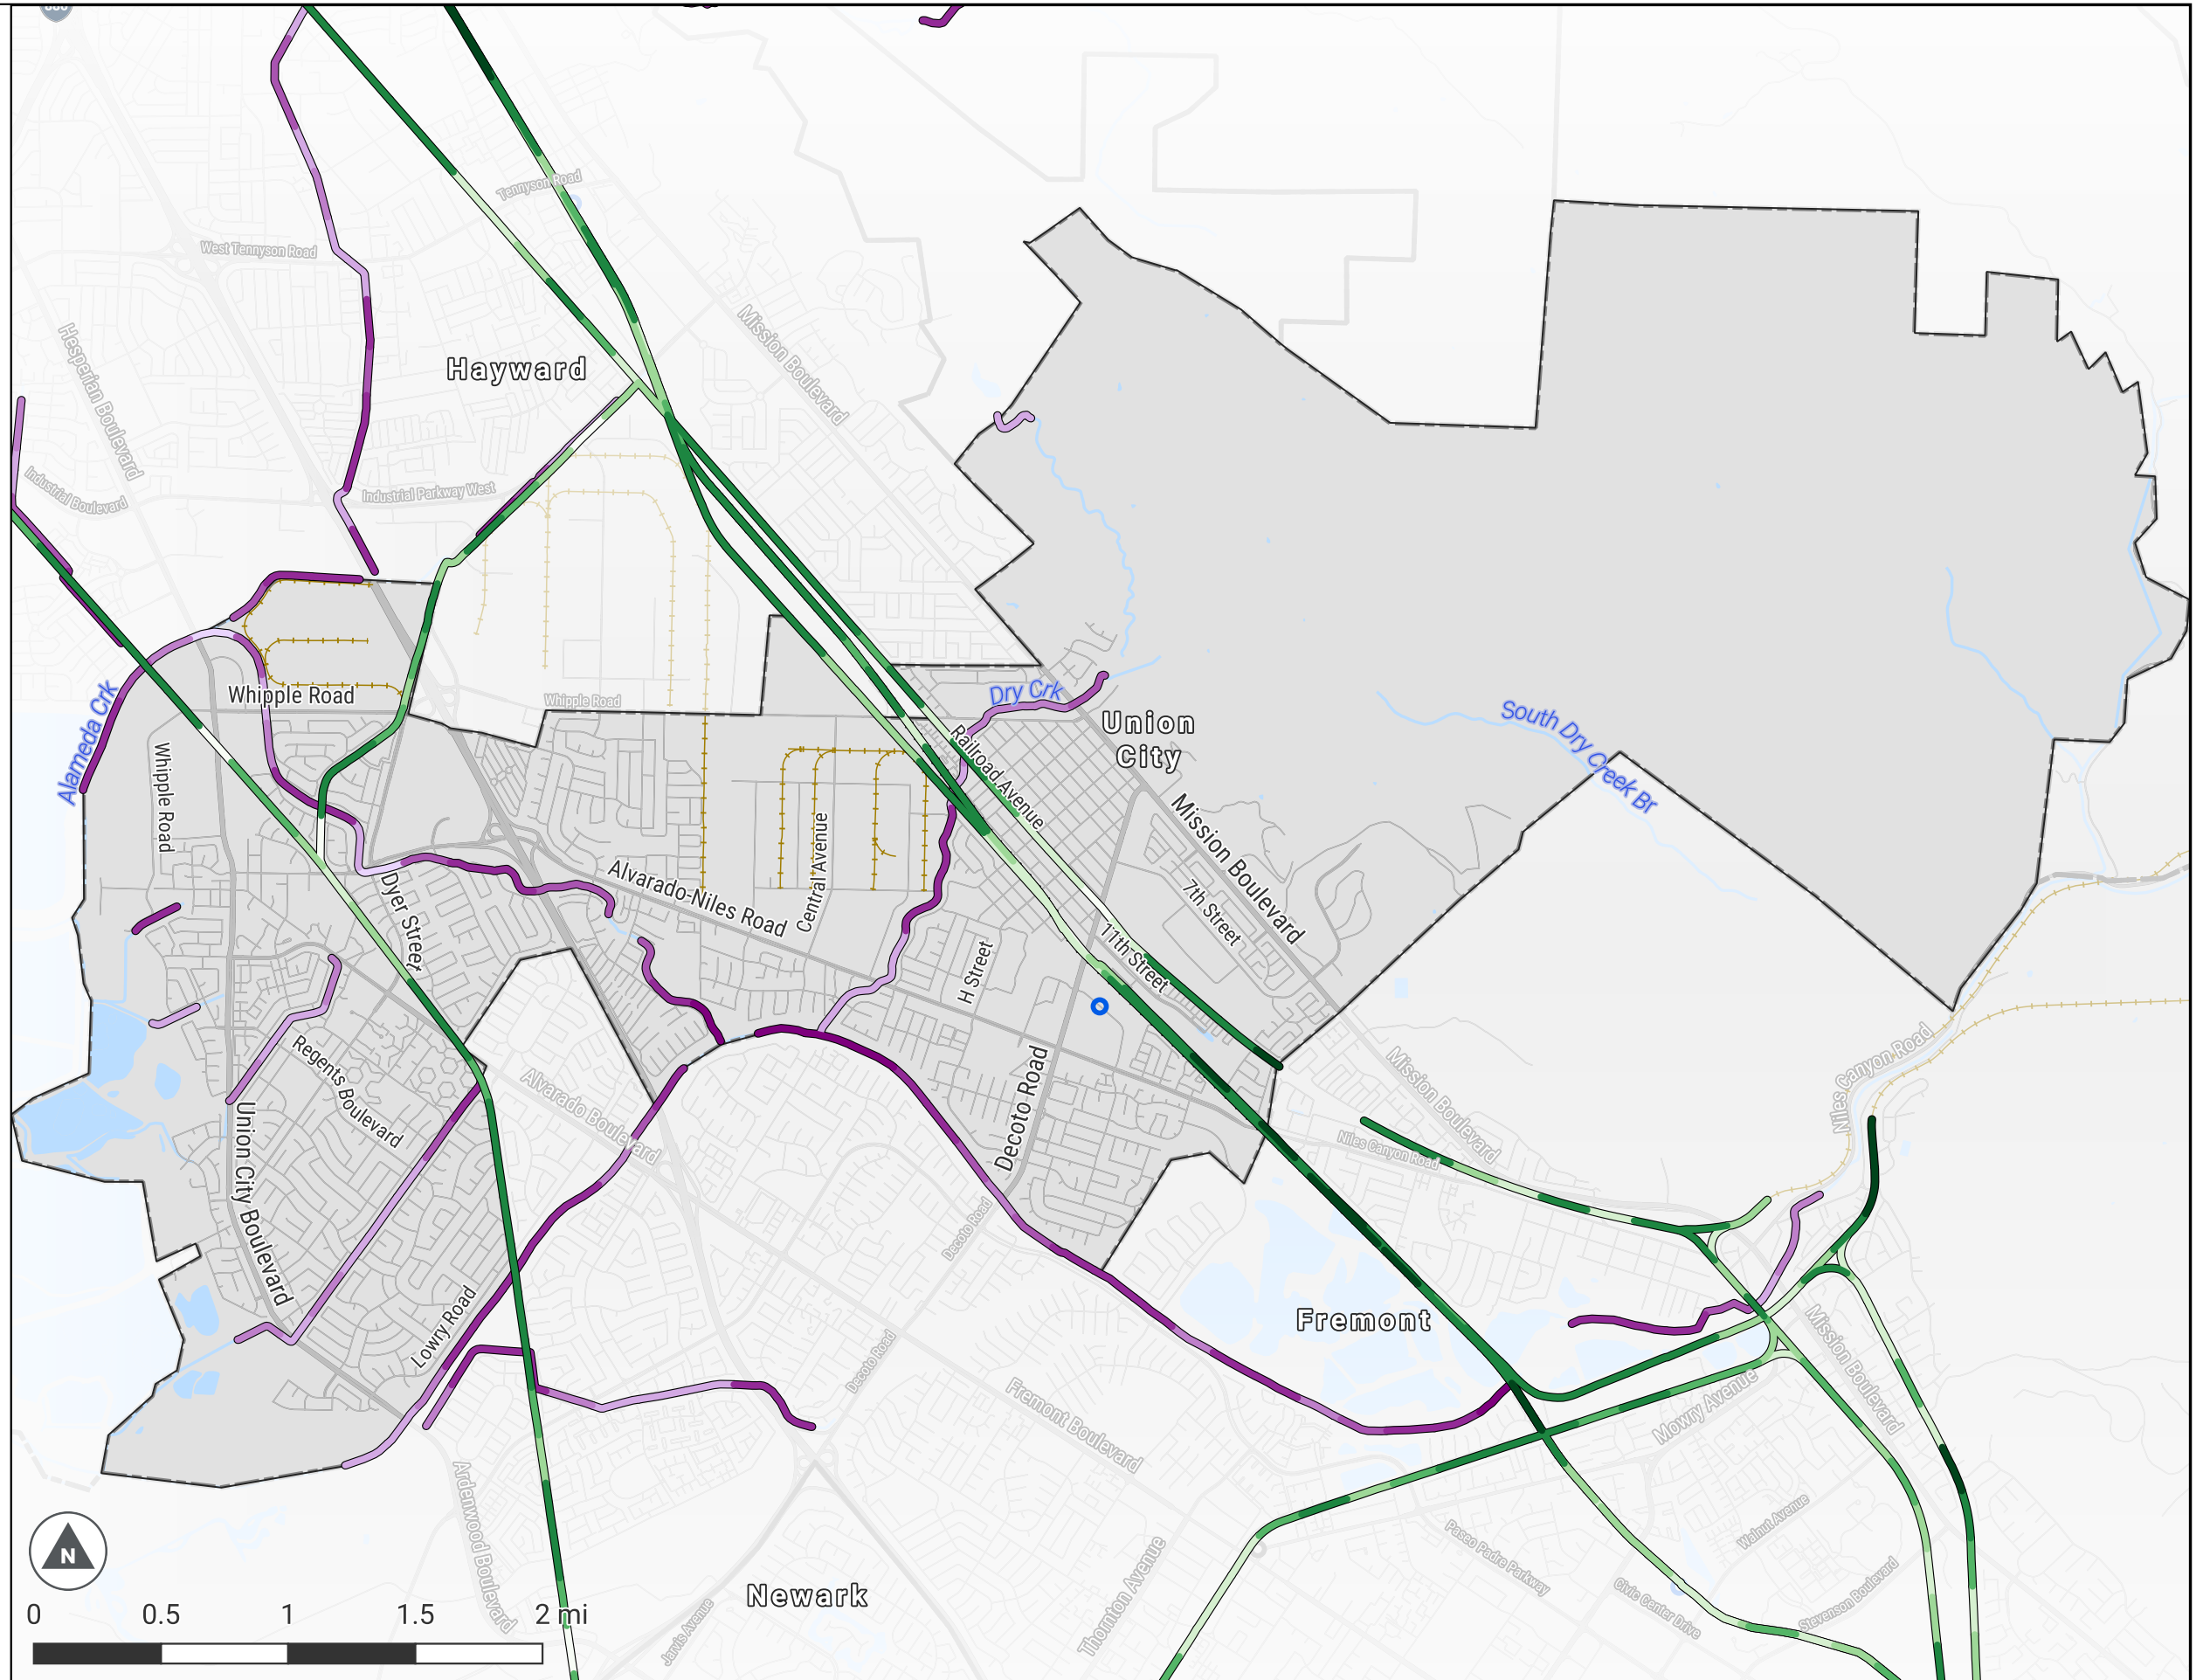 Tennyson Road
West Tennyson Road
Hesperian Boulevard
Mission Boulevard
Hayward
Industrial Boulevard
Industrial Parkway West
Whipple Road
Whipple Road
Alameda Crk
Whipple Road
Dry Crk
Union
City
South Dry Creek Br
Railroad Avenue
Mission Boulevard
Alvarado-Niles Road
Central Avenue
Dyer Street
7th Street
11th Street
H Street
Regents Boulevard
Union City Boulevard
Alvarado Boulevard
Decoto Road
Mission Boulevard
Niles Canyon Road
Niles Canyon Road
Decoto Road
Lowry Road
Decoto Road
Fremont
Mission Boulevard
Mowry Avenue
Fremont Boulevard
Ardenwood Boulevard
Paseo Padre Parkway
Walnut Avenue
Civic Center Drive
Stevenson Boulevard
Thornton Avenue
Newark
Jarvis Avenue
N
0 0.5 1 1.5 2 mi